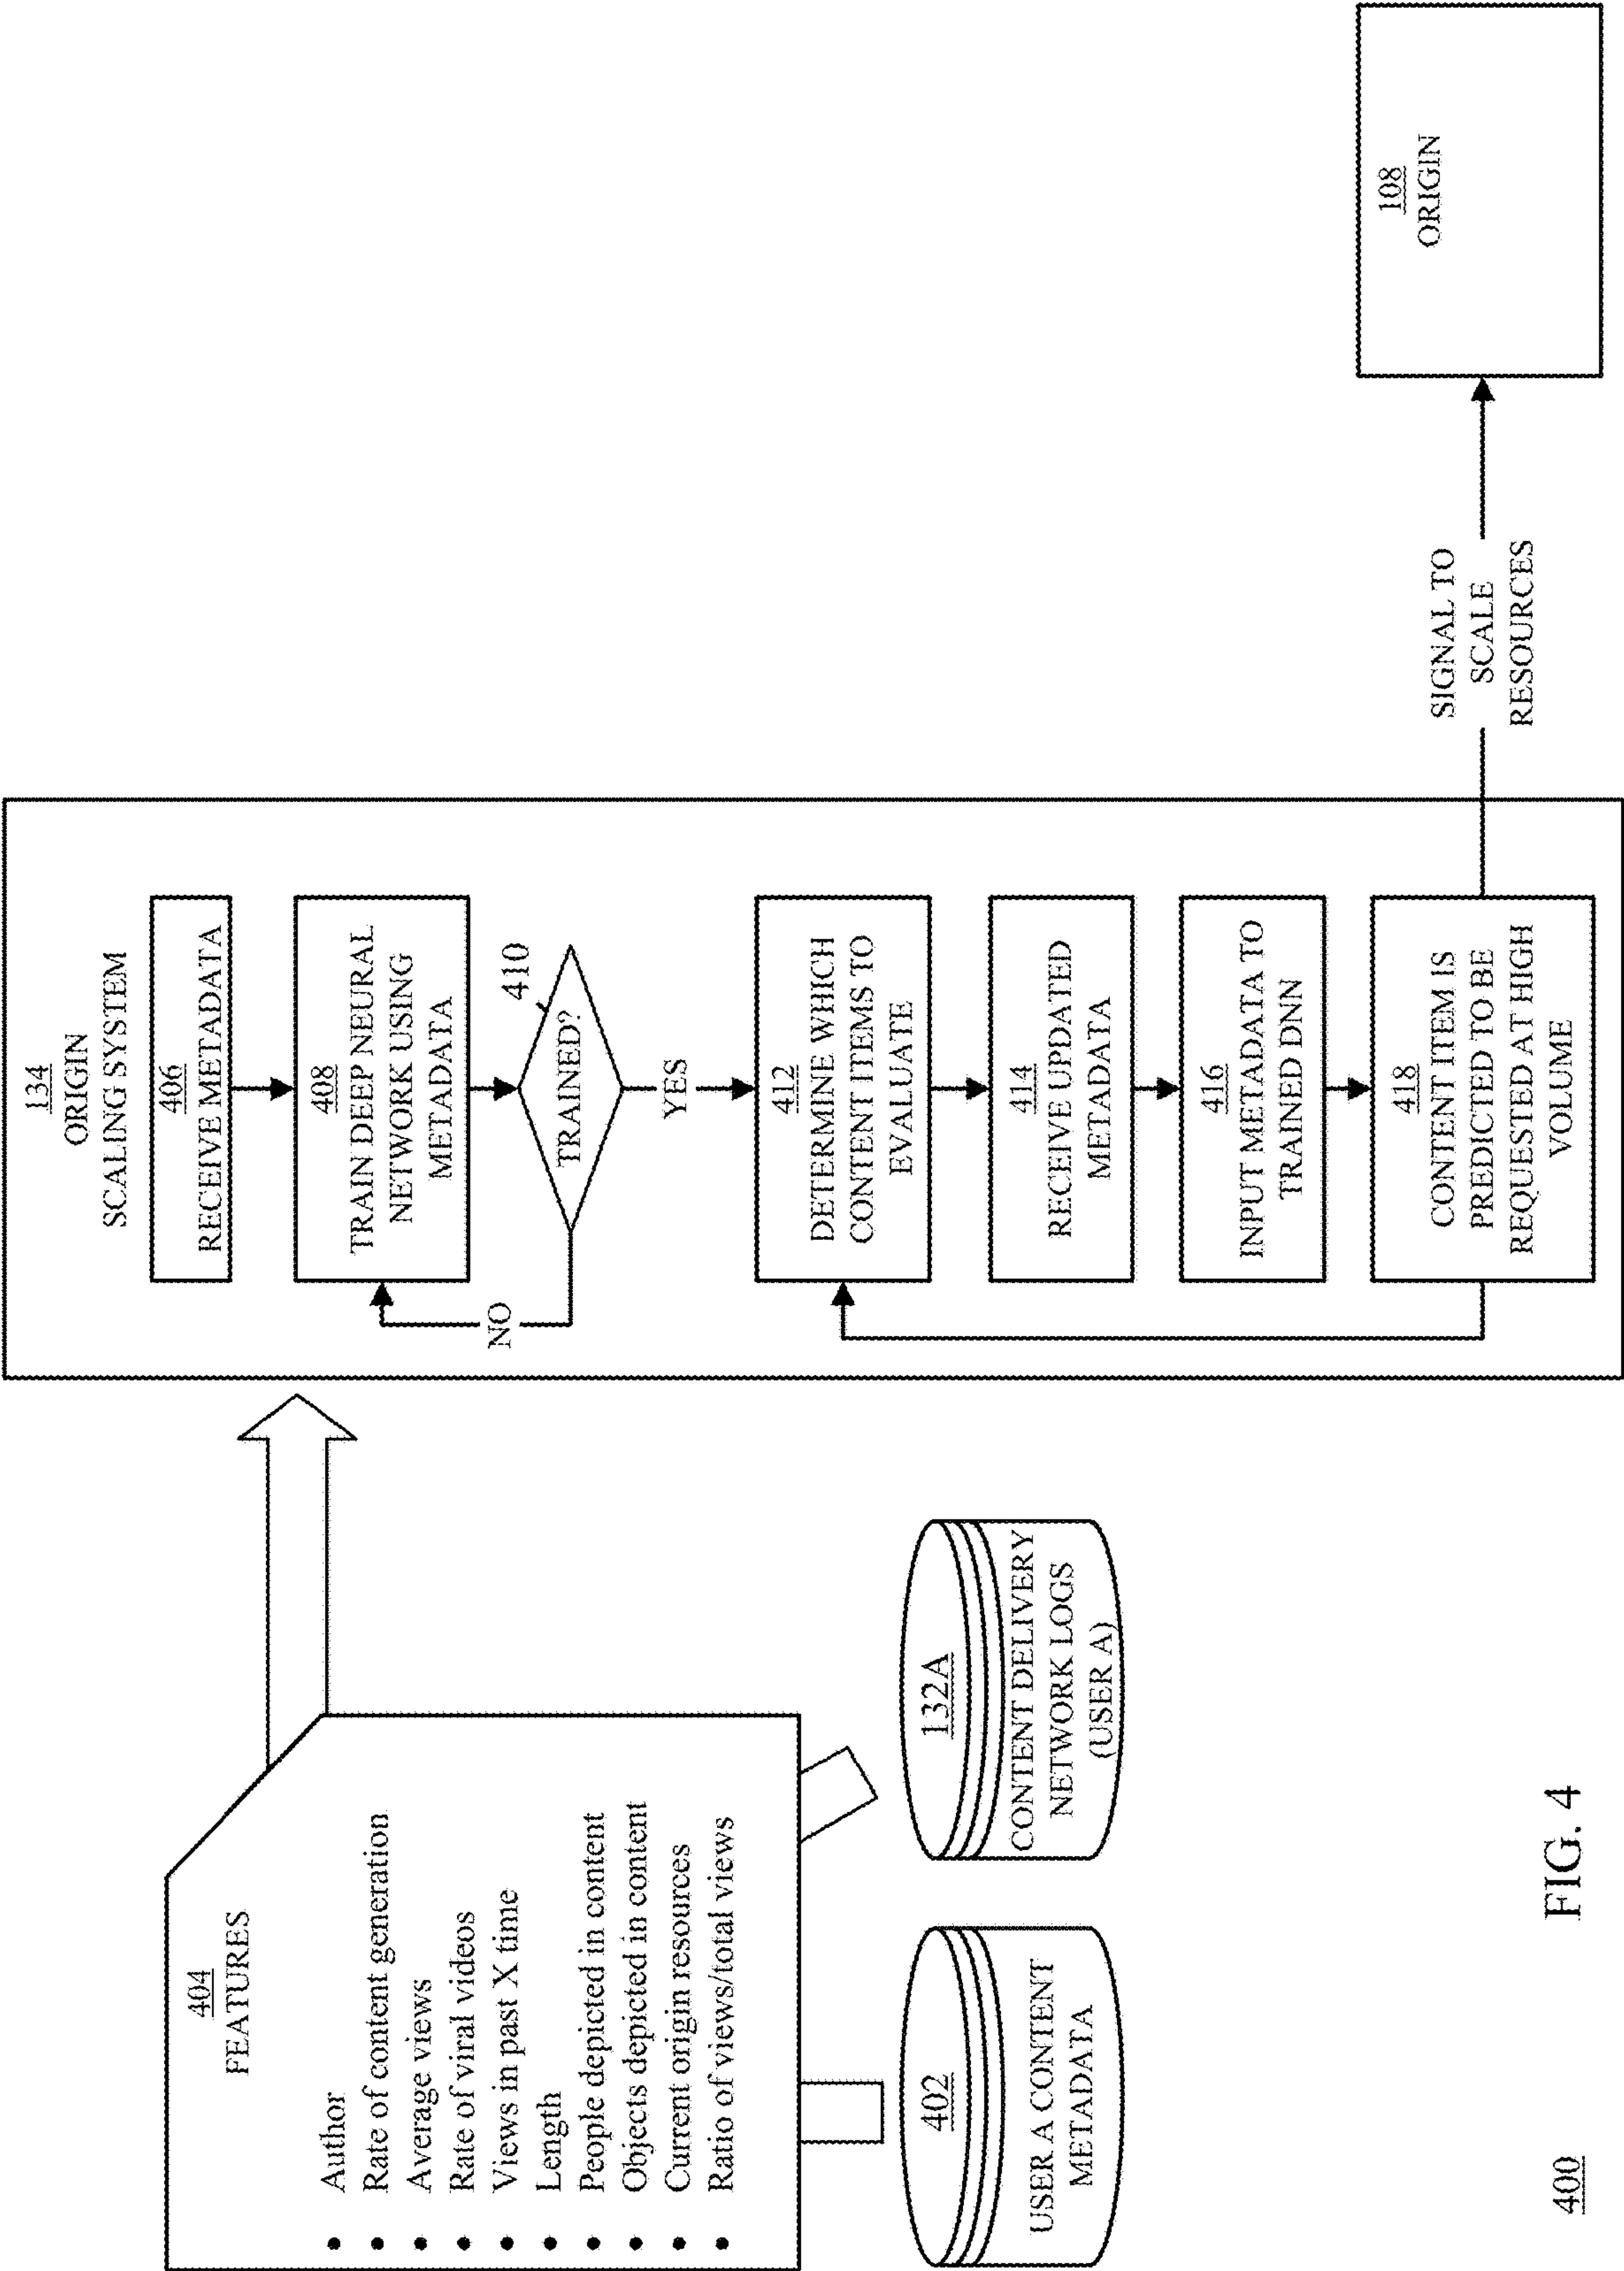 404
FEATURES
• Author
• Rate of content generation
• Average views
• Rate of viral videos
• Views in past X time
• Length
• People depicted in content
• Objects depicted in content
• Current origin resources
• Ratio of views/total views
402
USER A CONTENT
METADATA
132A
CONTENT DELIVERY
NETWORK LOGS
(USER A)
134
ORIGIN
SCALING SYSTEM
406
RECEIVE METADATA
408
TRAIN DEEP NEURAL
NETWORK USING
METADATA
410
TRAINED?
NO
YES
412
DETERMINE WHICH
CONTENT ITEMS TO
EVALUATE
414
RECEIVE UPDATED
METADATA
416
INPUT METADATA TO
TRAINED DNN
418
CONTENT ITEM IS
PREDICTED TO BE
REQUESTED AT HIGH
VOLUME
SIGNAL TO
SCALE
RESOURCES
108
ORIGIN
400
FIG. 4